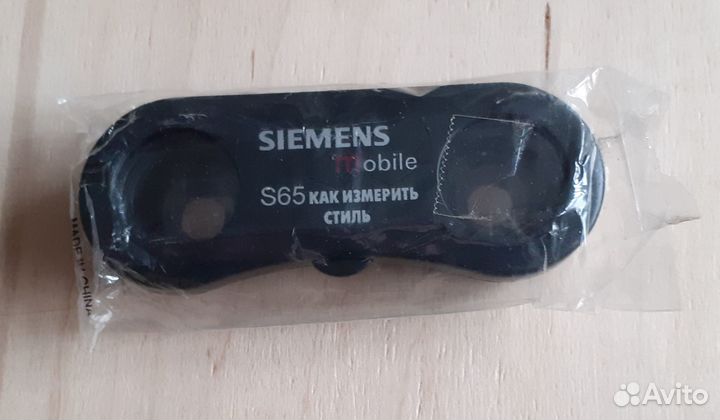 SIEMENS
mobile
S65 КАК ИЗМЕРИТЬ
СТИЛЬ
MADE IN CHINA
Avito